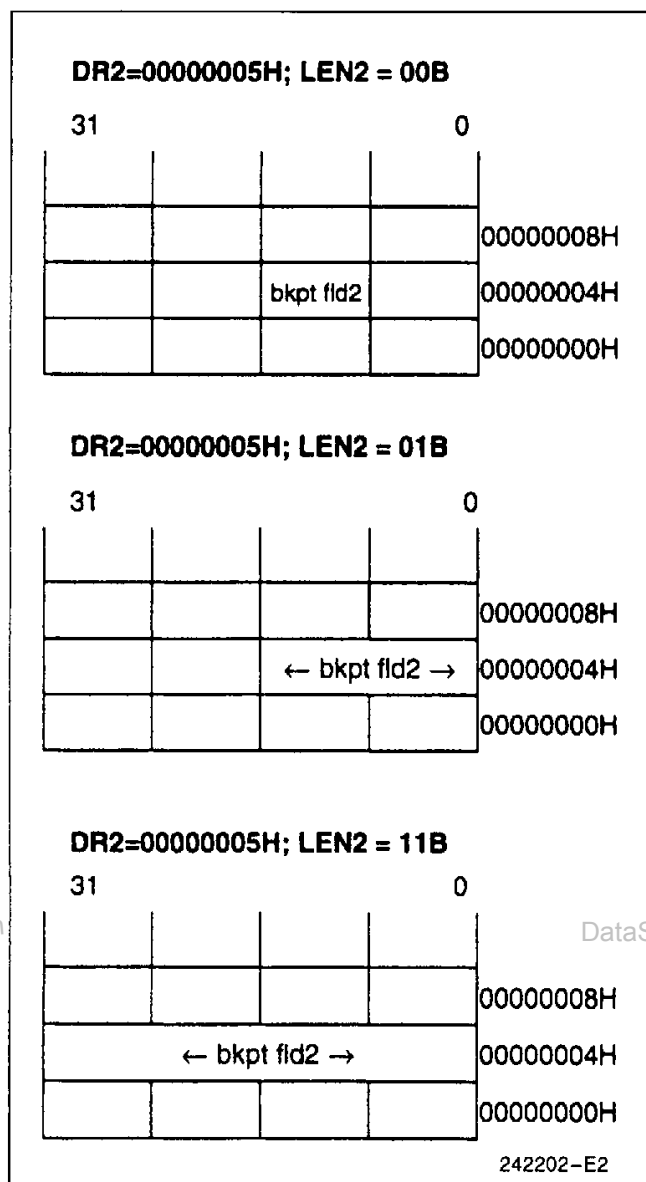 DR2=00000005H; LEN2 = 00B
31 0
00000008H
bkpt fld2 00000004H
00000000H
DR2=00000005H; LEN2 = 01B
31 0
00000008H
← bkpt fld2 → 00000004H
00000000H
DR2=00000005H; LEN2 = 11B
31 0
DataS
00000008H
← bkpt fld2 → 00000004H
00000000H
242202-E2